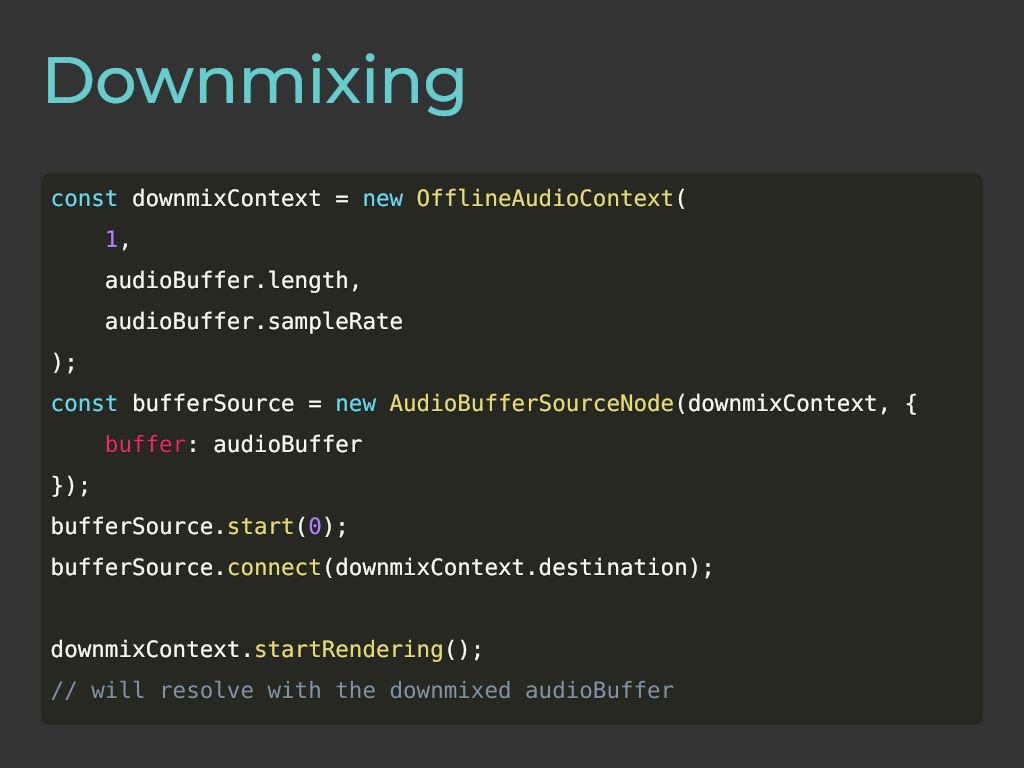 Downmixing
const downmixContext = new OfflineAudioContext(
    1,
    audioBuffer.length,
    audioBuffer.sampleRate
);
const bufferSource = new AudioBufferSourceNode(downmixContext, {
    buffer: audioBuffer
});
bufferSource.start(0);
bufferSource.connect(downmixContext.destination);

downmixContext.startRendering();
// will resolve with the downmixed audioBuffer